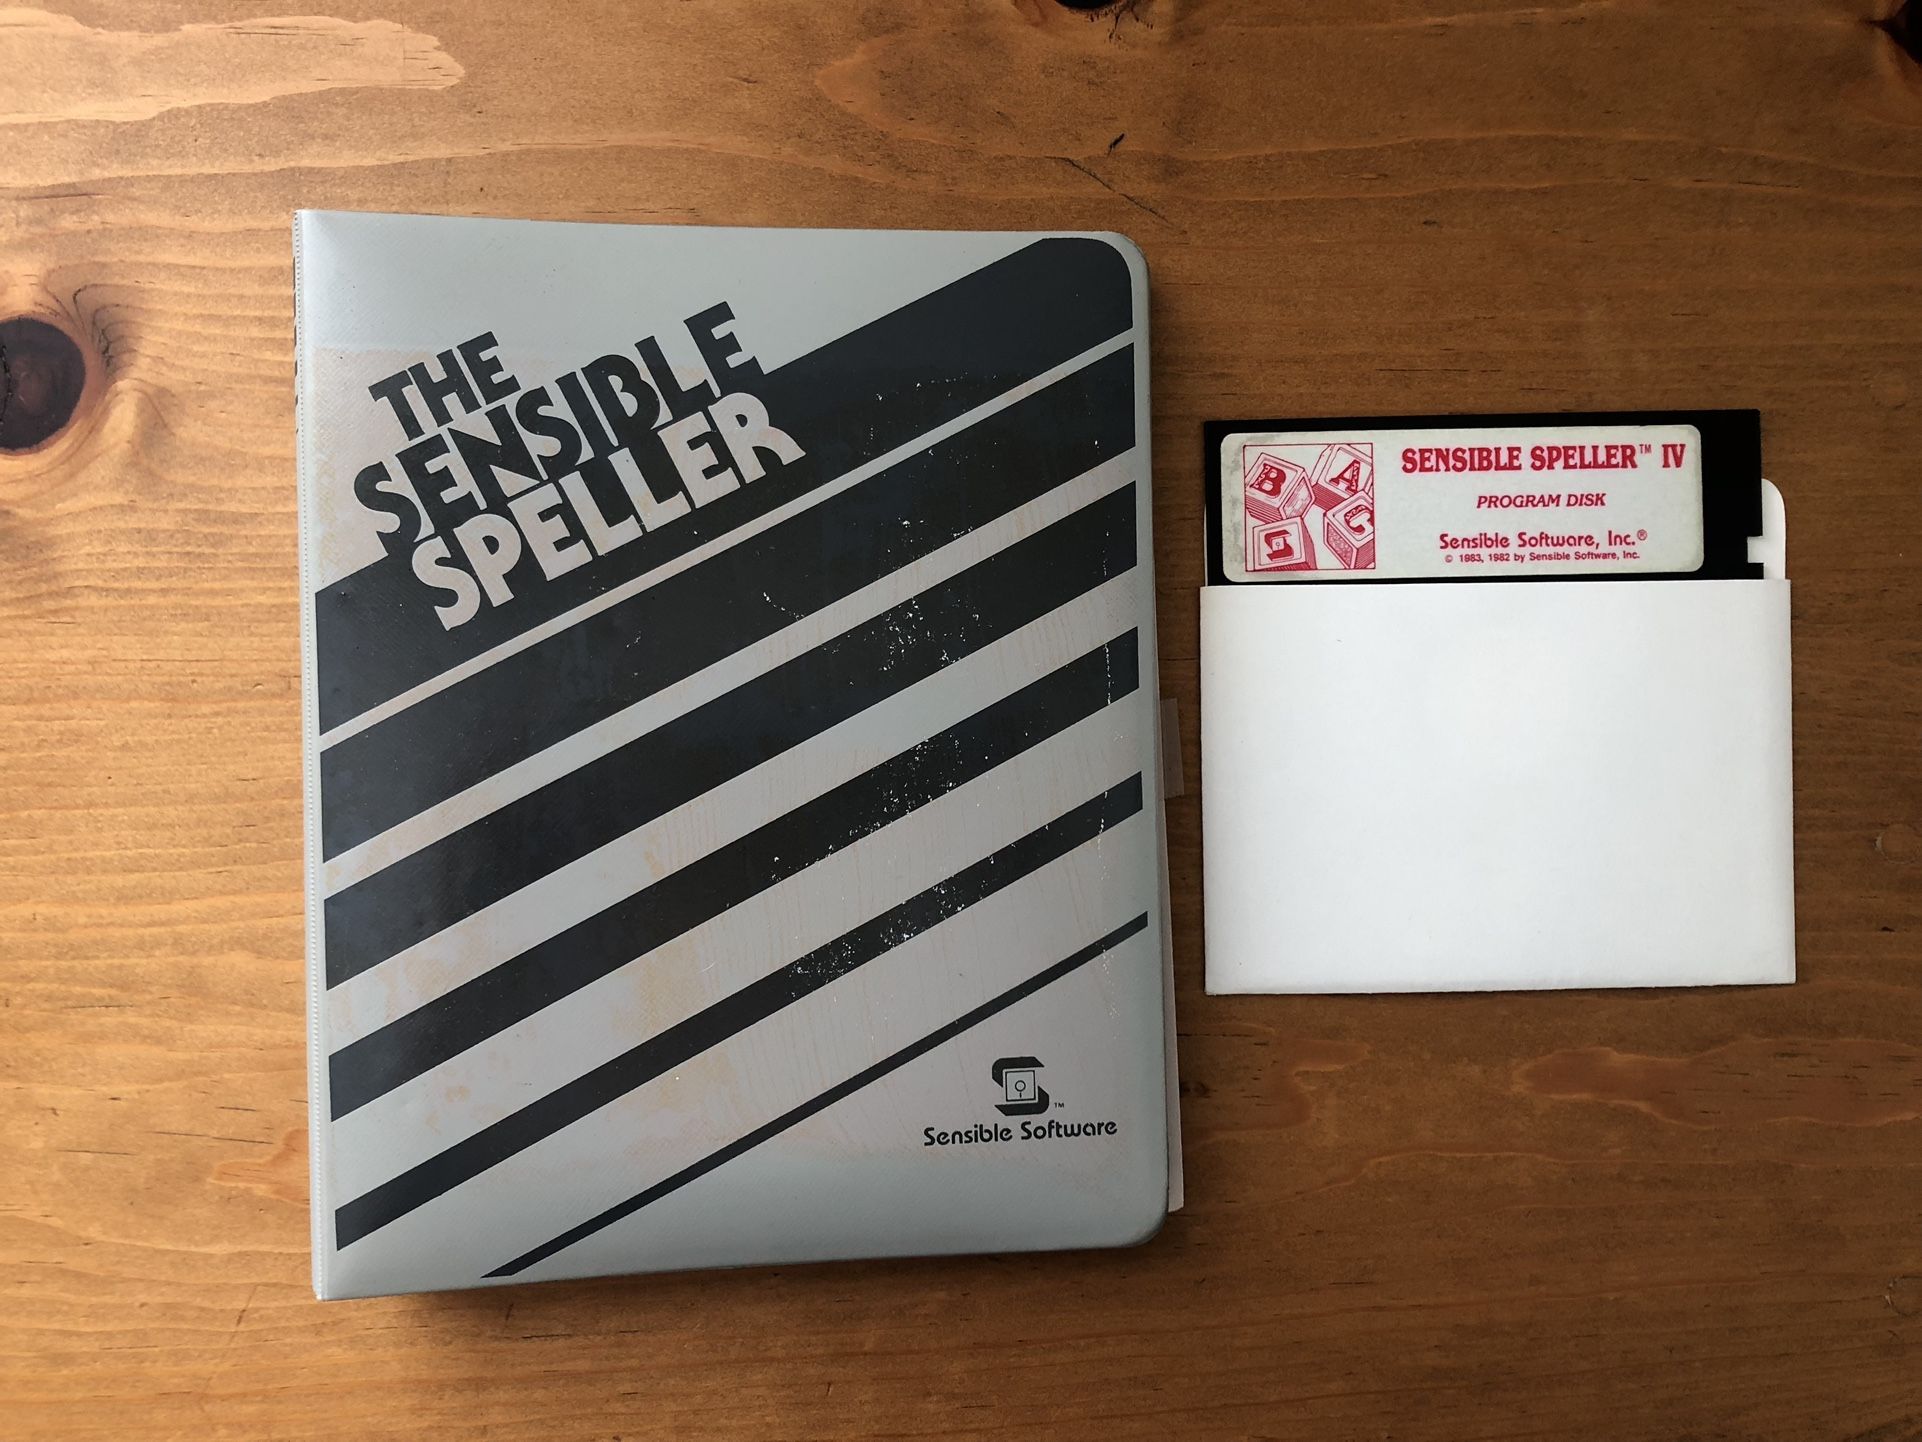 THE
SENSIBLE
SPELLER
™
Sensible Software
B
A
G
S
SENSIBLE SPELLER™ IV
PROGRAM DISK
Sensible Software, Inc.®
© 1983, 1982 by Sensible Software, Inc.